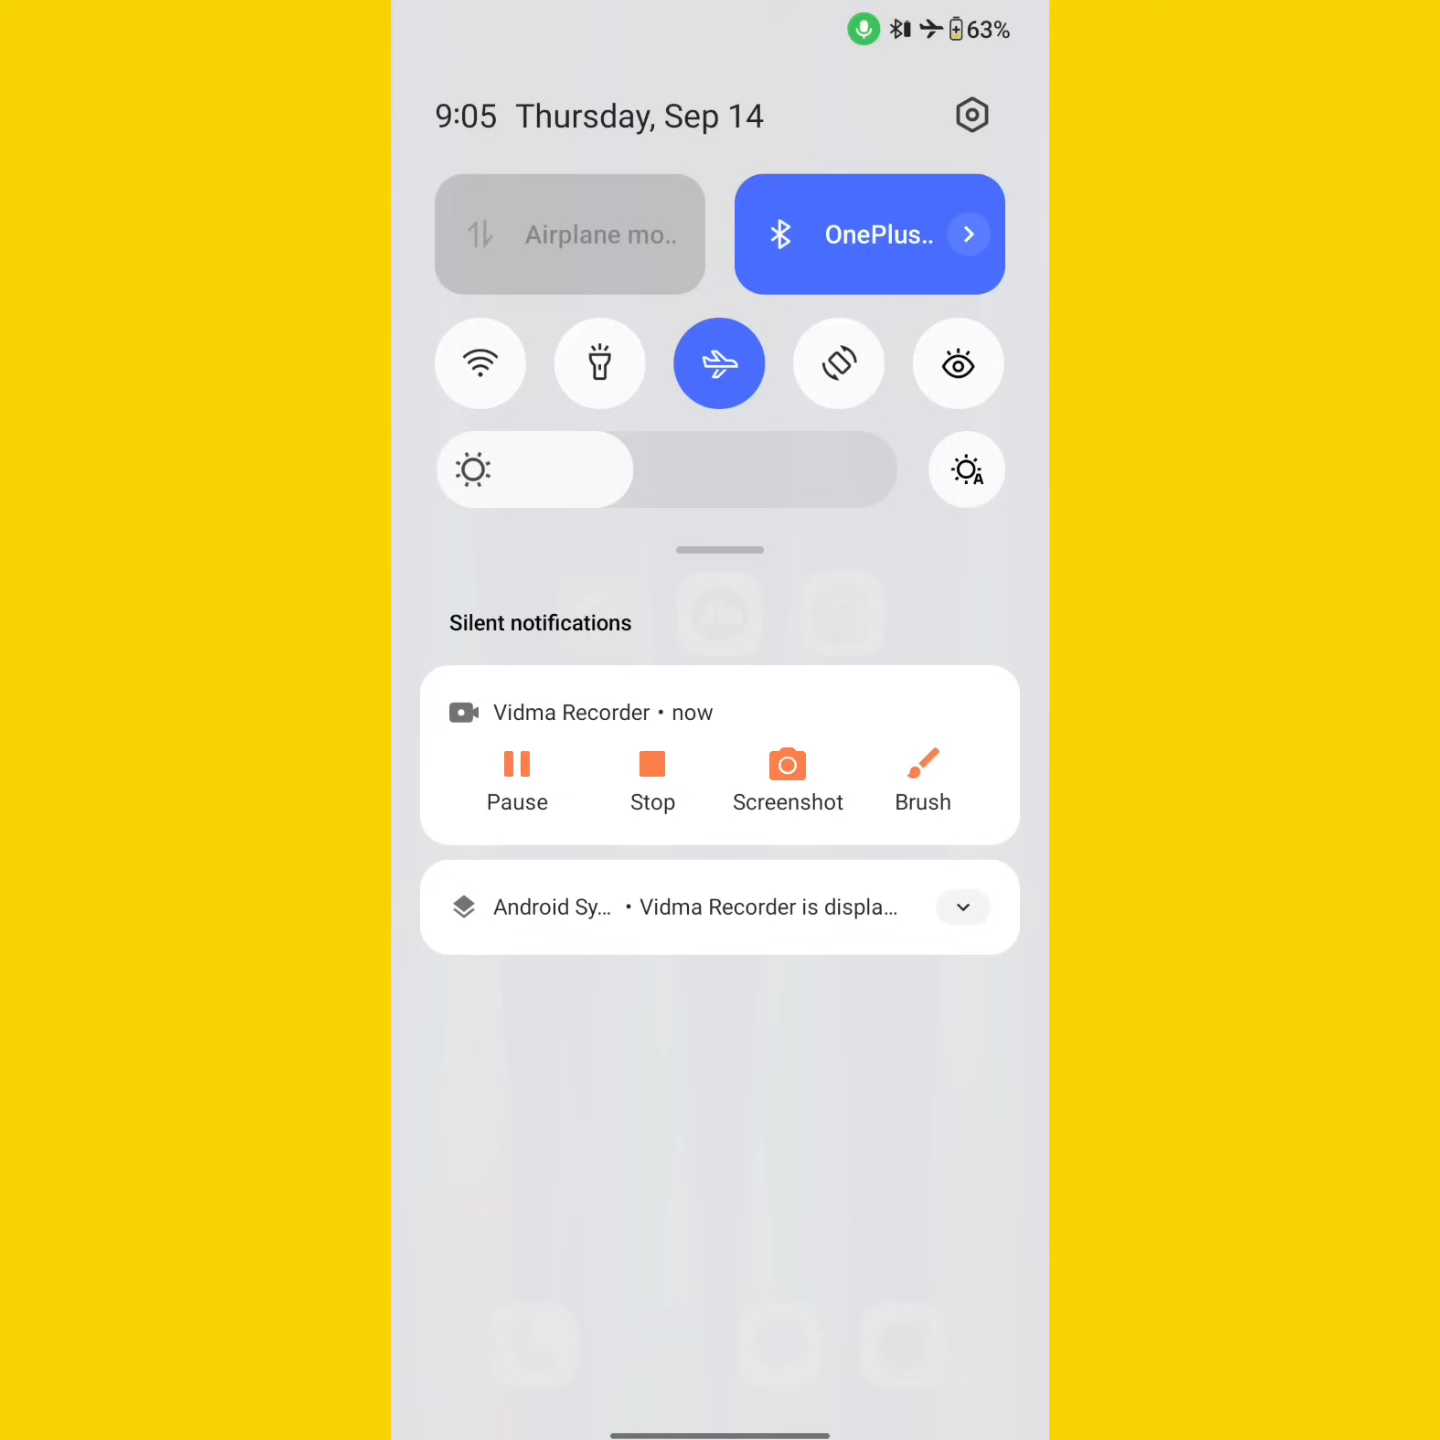 63%
9:05 Thursday, Sep 14
Airplane mo..
OnePlus..
A
Silent notifications
Vidma Recorder • now
Pause
Stop
Screenshot
Brush
Android Sy... • Vidma Recorder is displa...